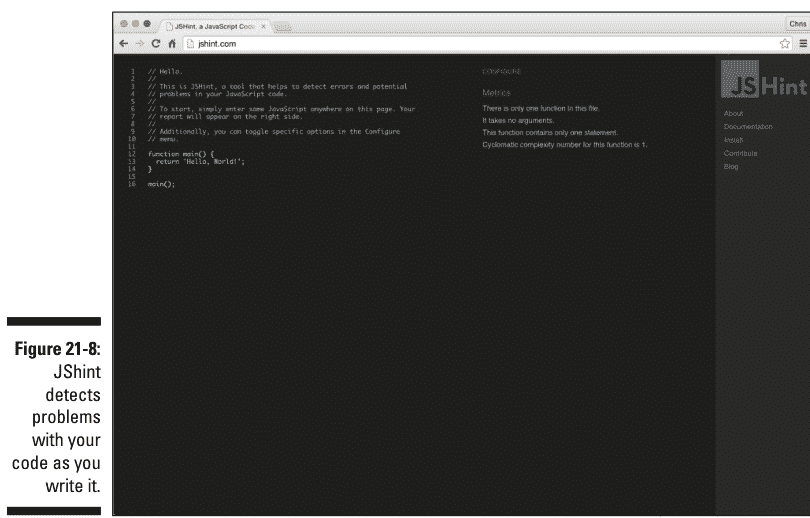 JSHint, a JavaScript Code
Chris
jshint.com
1 // Hello.
2 //
3 // This is JSHint, a tool that helps to detect errors and potential
4 // problems in your JavaScript code.
5 //
6 // To start, simply enter some JavaScript anywhere on this page. Your
7 // report will appear on the right side.
8 //
9 // Additionally, you can toggle specific options in the Configure
10 // menu.
11
12 function main() {
13 return 'Hello, World!';
14 }
15
16 main();
CONFIGURE
Metrics
There is only one function in this file.
It takes no arguments.
This function contains only one statement.
Cyclomatic complexity number for this function is 1.
JSHint
About
Documentation
Install
Contribute
Blog
Figure 21-8:
JShint
detects
problems
with your
code as you
write it.